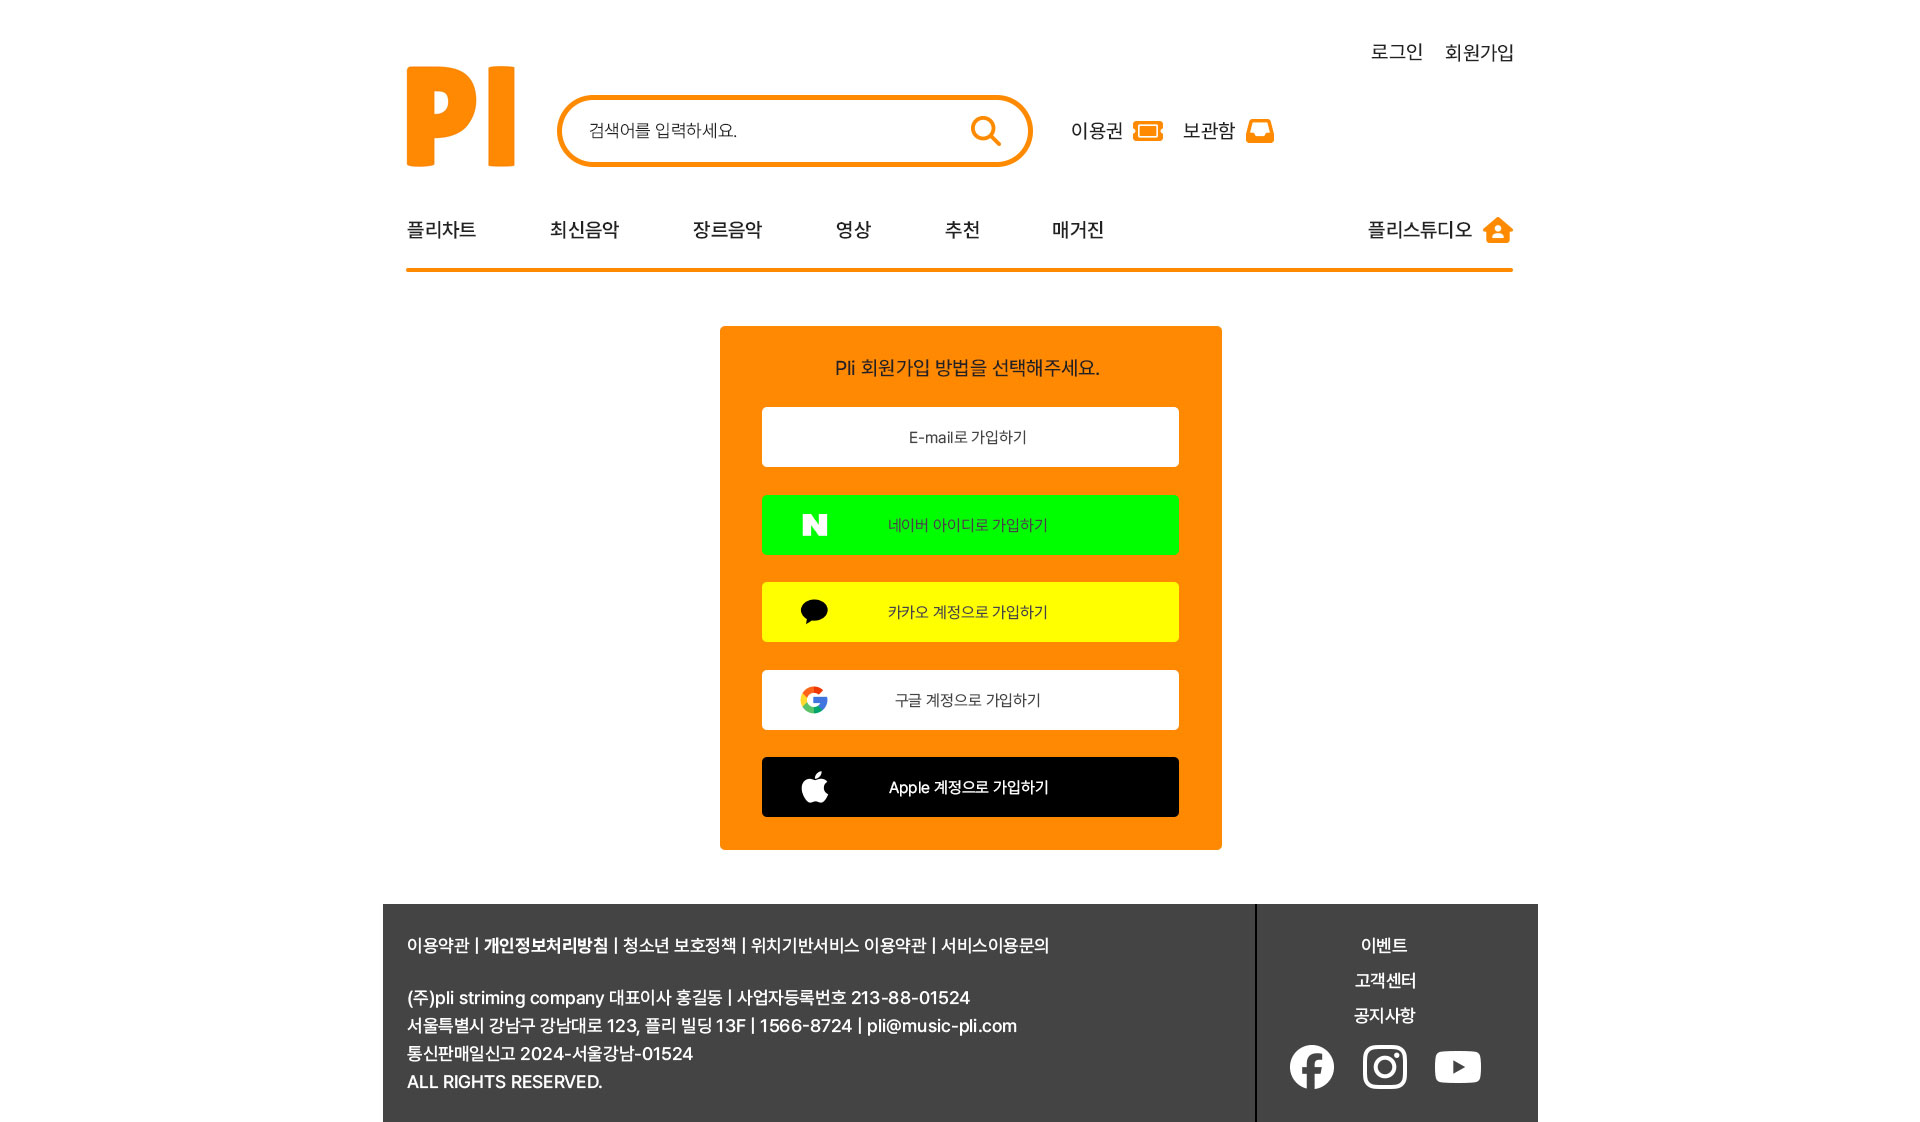 로그인 회원가입
Pl
검색어를 입력하세요.
이용권 보관함
플리차트 최신음악 장르음악 영상 추천 매거진 플리스튜디오
Pli 회원가입 방법을 선택해주세요.
E-mail로 가입하기
N 네이버 아이디로 가입하기
카카오 계정으로 가입하기
G 구글 계정으로 가입하기
Apple 계정으로 가입하기
이용약관 | 개인정보처리방침 | 청소년 보호정책 | 위치기반서비스 이용약관 | 서비스이용문의
(주)pli striming company 대표이사 홍길동 | 사업자등록번호 213-88-01524
서울특별시 강남구 강남대로 123, 플리 빌딩 13F | 1566-8724 | pli@music-pli.com
통신판매일신고 2024-서울강남-01524
ALL RIGHTS RESERVED.
이벤트
고객센터
공지사항